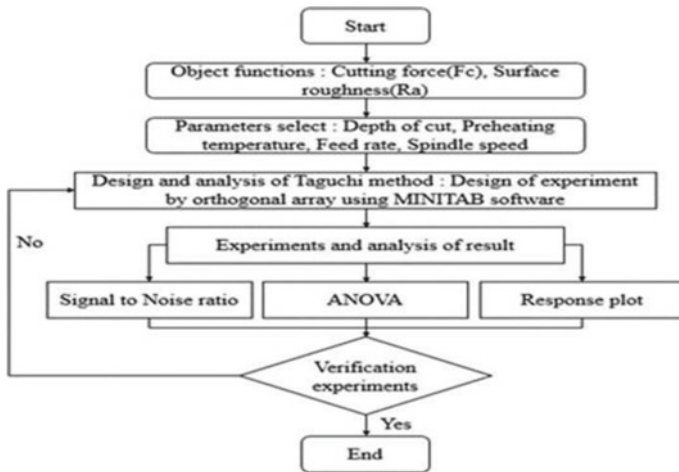 Start
Object functions : Cutting force(Fc), Surface
roughness(Ra)
Parameters select : Depth of cut, Preheating
temperature, Feed rate, Spindle speed
Design and analysis of Taguchi method : Design of experiment
by orthogonal array using MINITAB software
No
Experiments and analysis of result
Signal to Noise ratio
ANOVA
Response plot
Verification
experiments
Yes
End